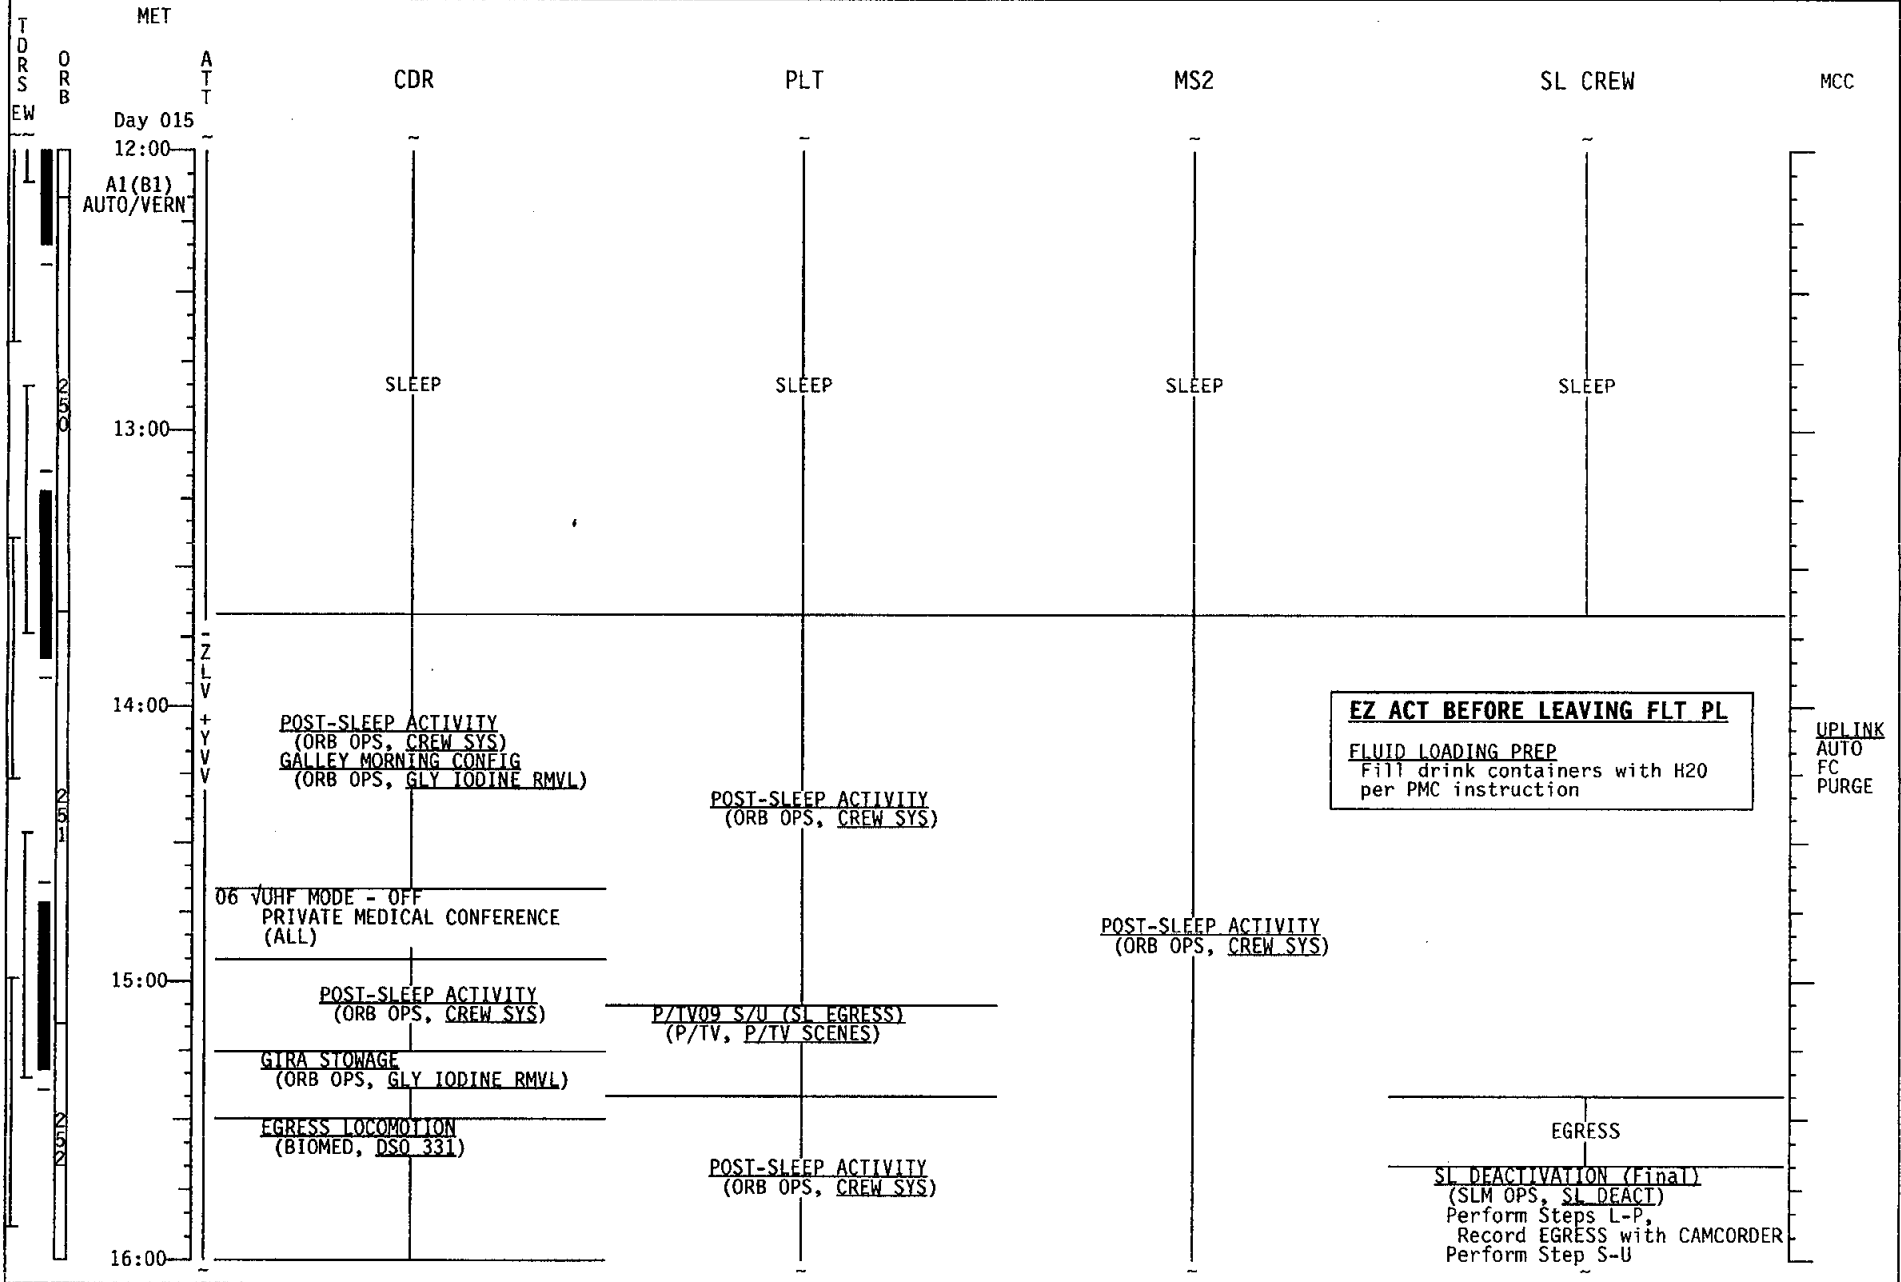 MET
TDRS
ORB
ATT
CDR
PLT
MS2
SL CREW
MCC
EW
Day 015
12:00
A1(B1)
AUTO/VERN
SLEEP
SLEEP
SLEEP
SLEEP
250
13:00
-ZLV +YVV
14:00
POST-SLEEP ACTIVITY
(ORB OPS, CREW SYS)
GALLEY MORNING CONFIG
(ORB OPS, GLY IODINE RMVL)
POST-SLEEP ACTIVITY
(ORB OPS, CREW SYS)
EZ ACT BEFORE LEAVING FLT PL
FLUID LOADING PREP
Fill drink containers with H2O
per PMC instruction
UPLINK
AUTO
FC
PURGE
251
06 √UHF MODE - OFF
PRIVATE MEDICAL CONFERENCE
(ALL)
POST-SLEEP ACTIVITY
(ORB OPS, CREW SYS)
15:00
POST-SLEEP ACTIVITY
(ORB OPS, CREW SYS)
P/TV09 S/U (SL EGRESS)
(P/TV, P/TV SCENES)
GIRA STOWAGE
(ORB OPS, GLY IODINE RMVL)
252
EGRESS LOCOMOTION
(BIOMED, DSO 331)
EGRESS
POST-SLEEP ACTIVITY
(ORB OPS, CREW SYS)
SL DEACTIVATION (Final)
(SLM OPS, SL DEACT)
Perform Steps L-P,
Record EGRESS with CAMCORDER
Perform Step S-U
16:00